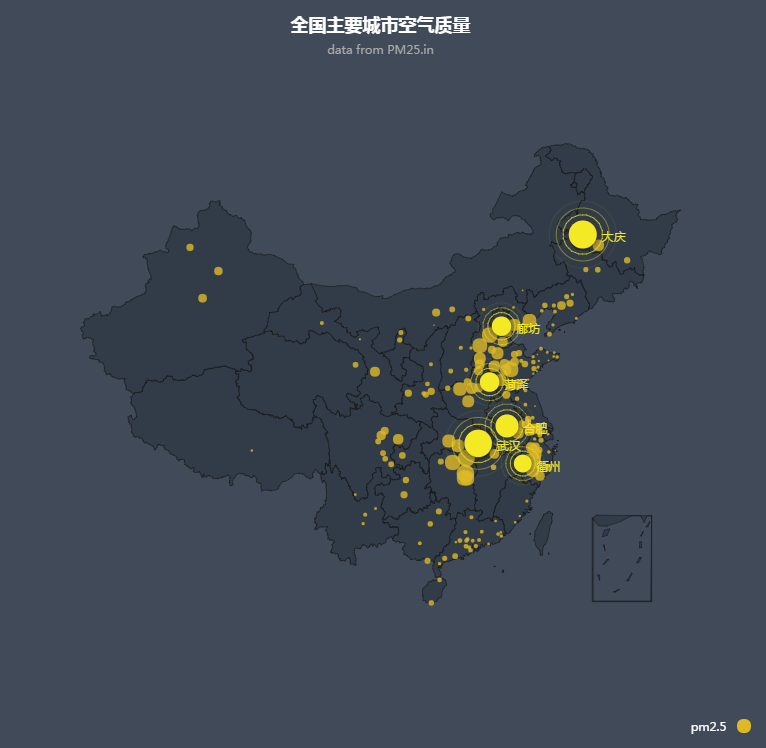 全国主要城市空气质量
data from PM25.in
大庆
廊坊
菏泽
合肥
武汉
衢州
pm2.5